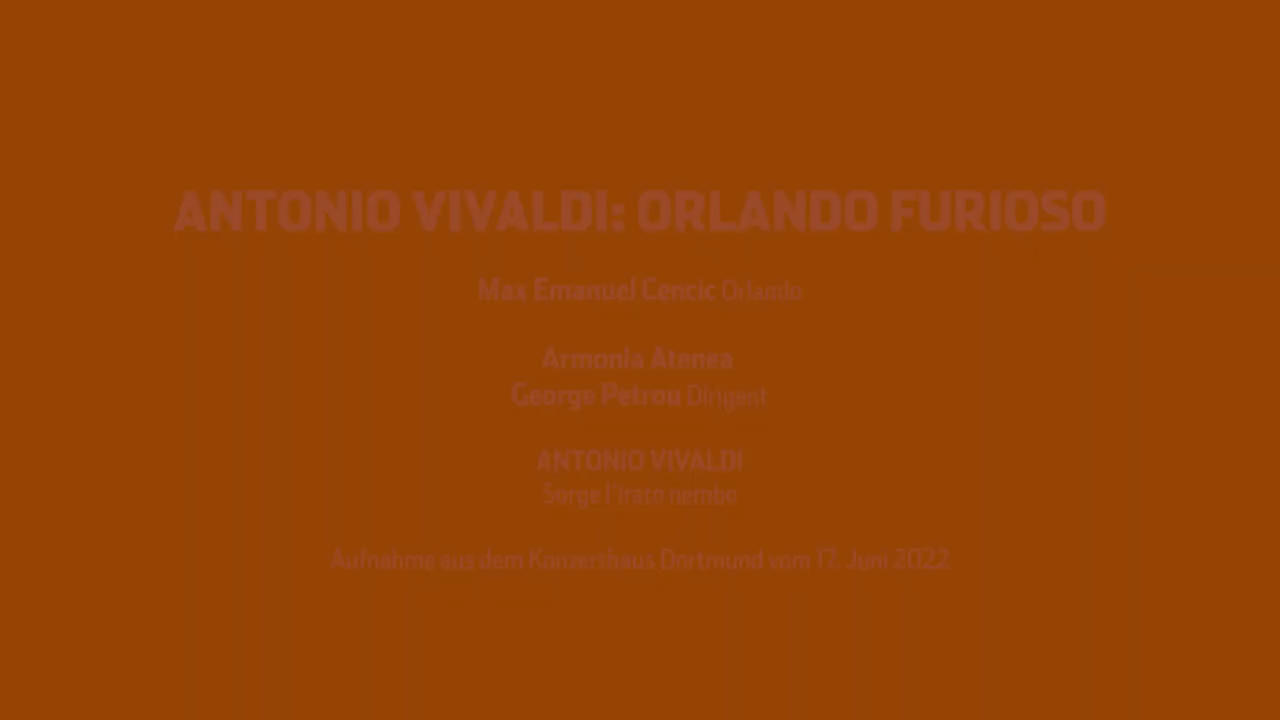 ANTONIO VIVALDI: ORLANDO FURIOSO
Max Emanuel Cencic Orlando
Armonia Atenea
George Petrou Dirigent
ANTONIO VIVALDI
Sorge l'irato nembo
Aufnahme aus dem Konzerthaus Dortmund vom 17. Juni 2022